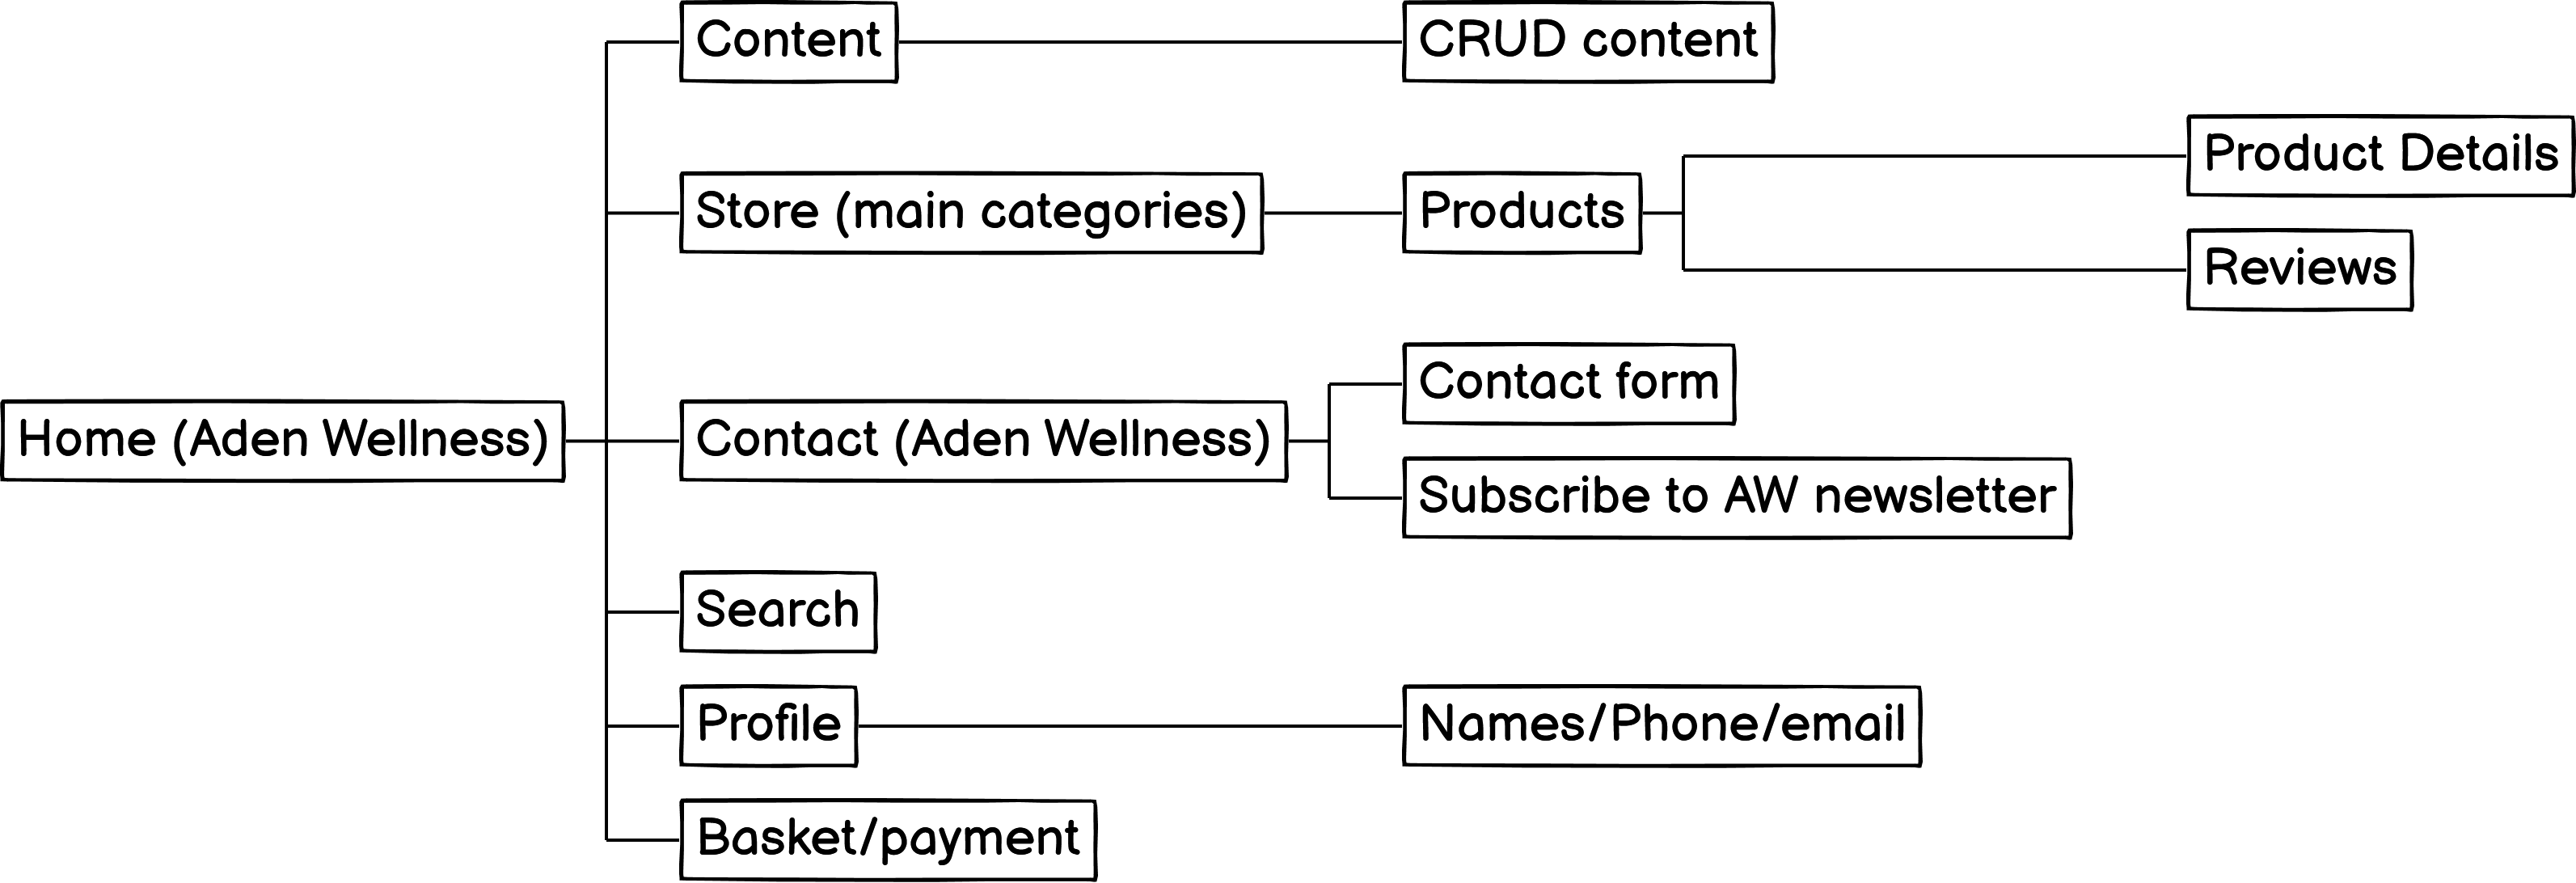 Home (Aden Wellness)
Content
CRUD content
Store (main categories)
Products
Product Details
Reviews
Contact (Aden Wellness)
Contact form
Subscribe to AW newsletter
Search
Profile
Names/Phone/email
Basket/payment